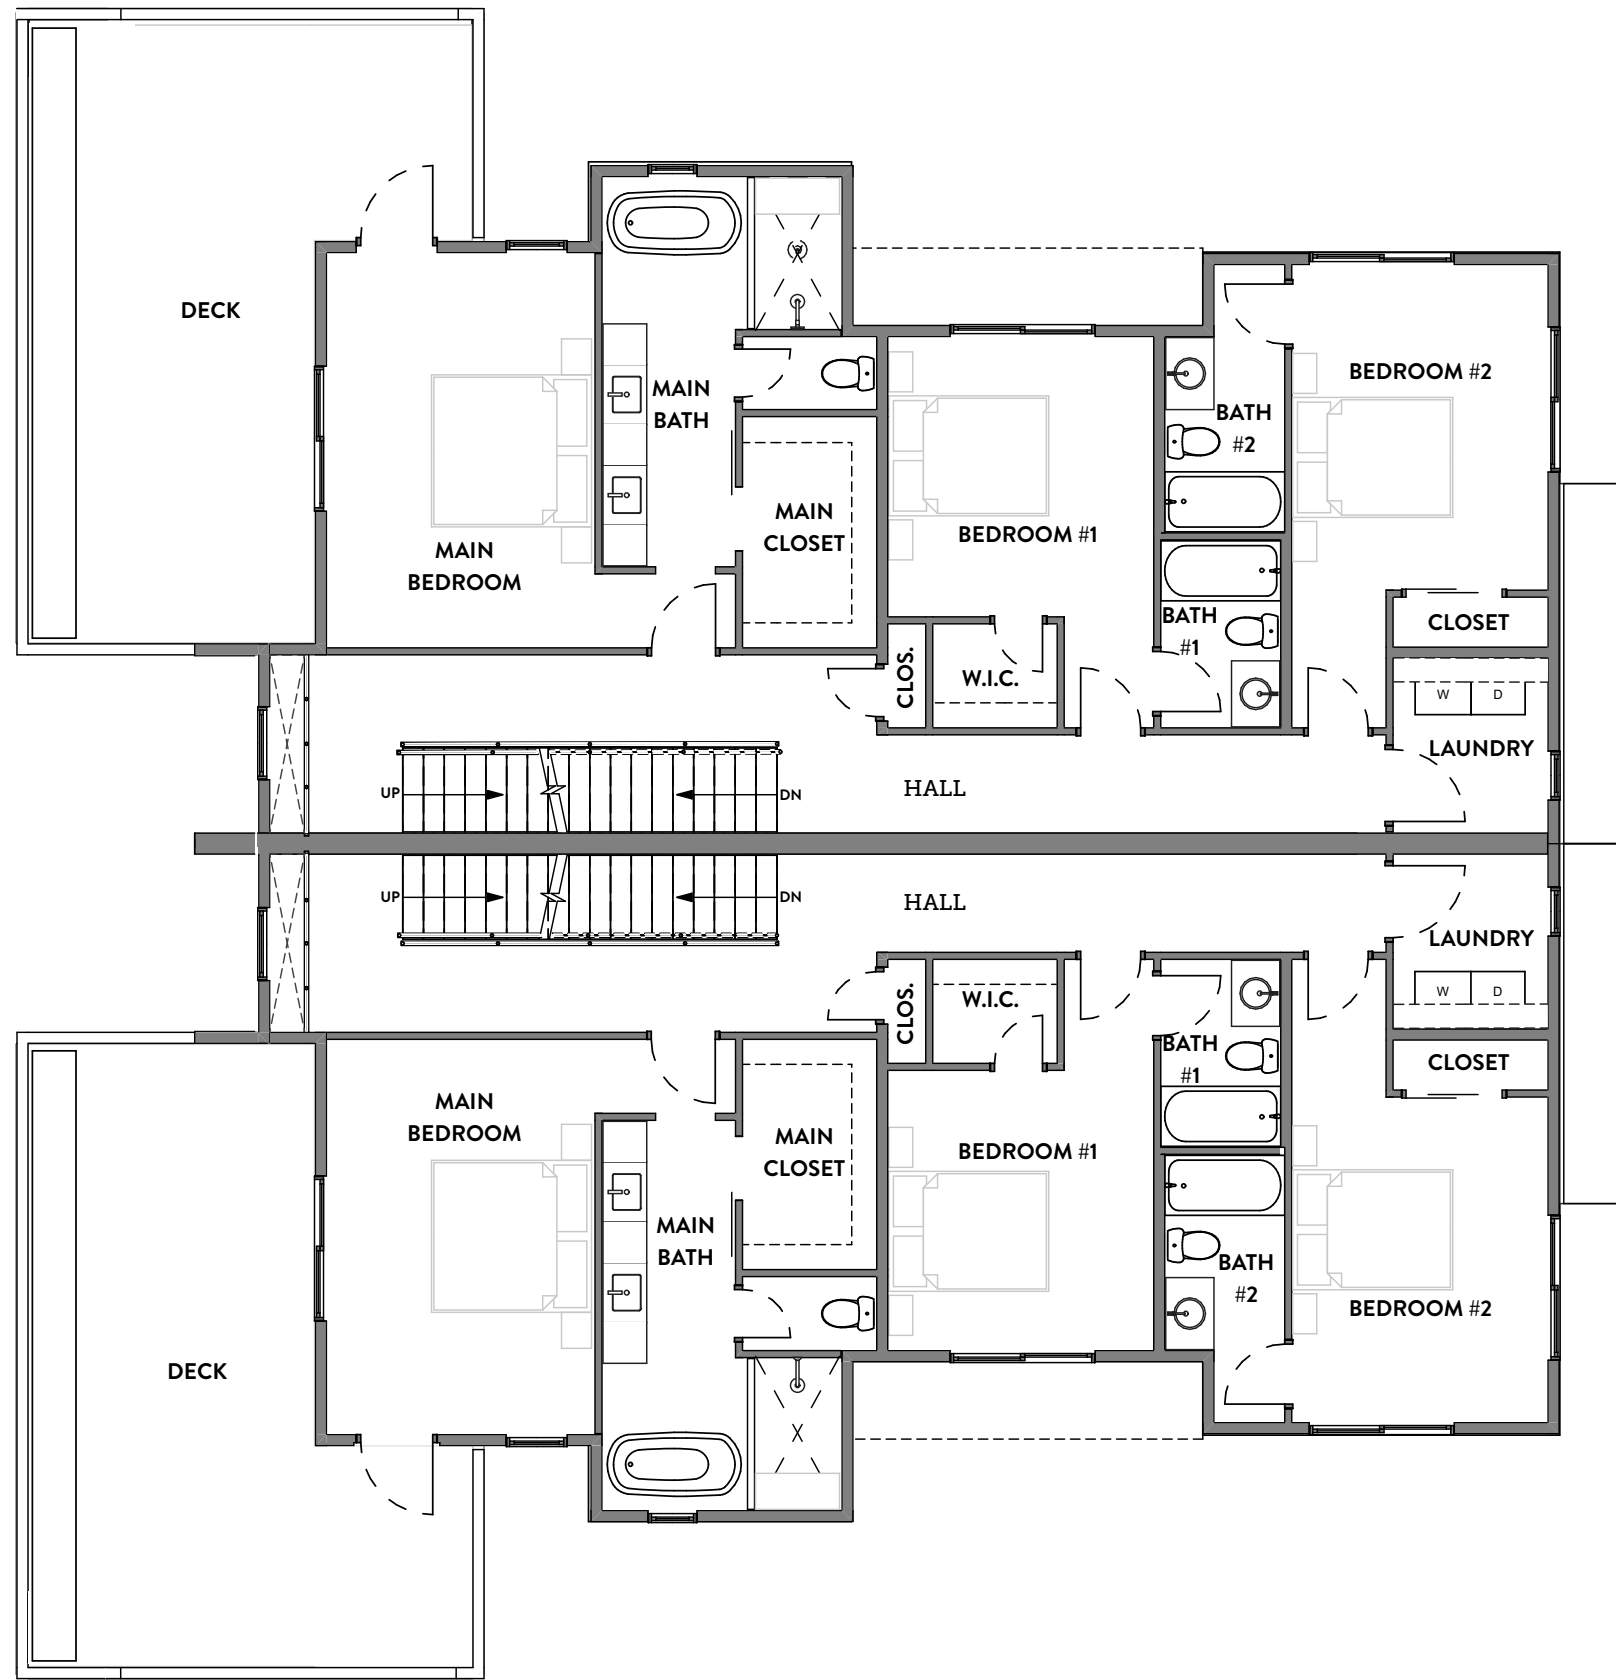 DECK
MAIN
BATH
BEDROOM #2
BATH
#2
MAIN
CLOSET
BEDROOM #1
MAIN
BEDROOM
BATH
#1
CLOSET
CLOS.
W.I.C.
W
D
LAUNDRY
UP
DN
HALL
UP
DN
HALL
LAUNDRY
W
D
CLOS.
W.I.C.
BATH
#1
CLOSET
MAIN
BEDROOM
MAIN
CLOSET
BEDROOM #1
MAIN
BATH
BATH
#2
BEDROOM #2
DECK